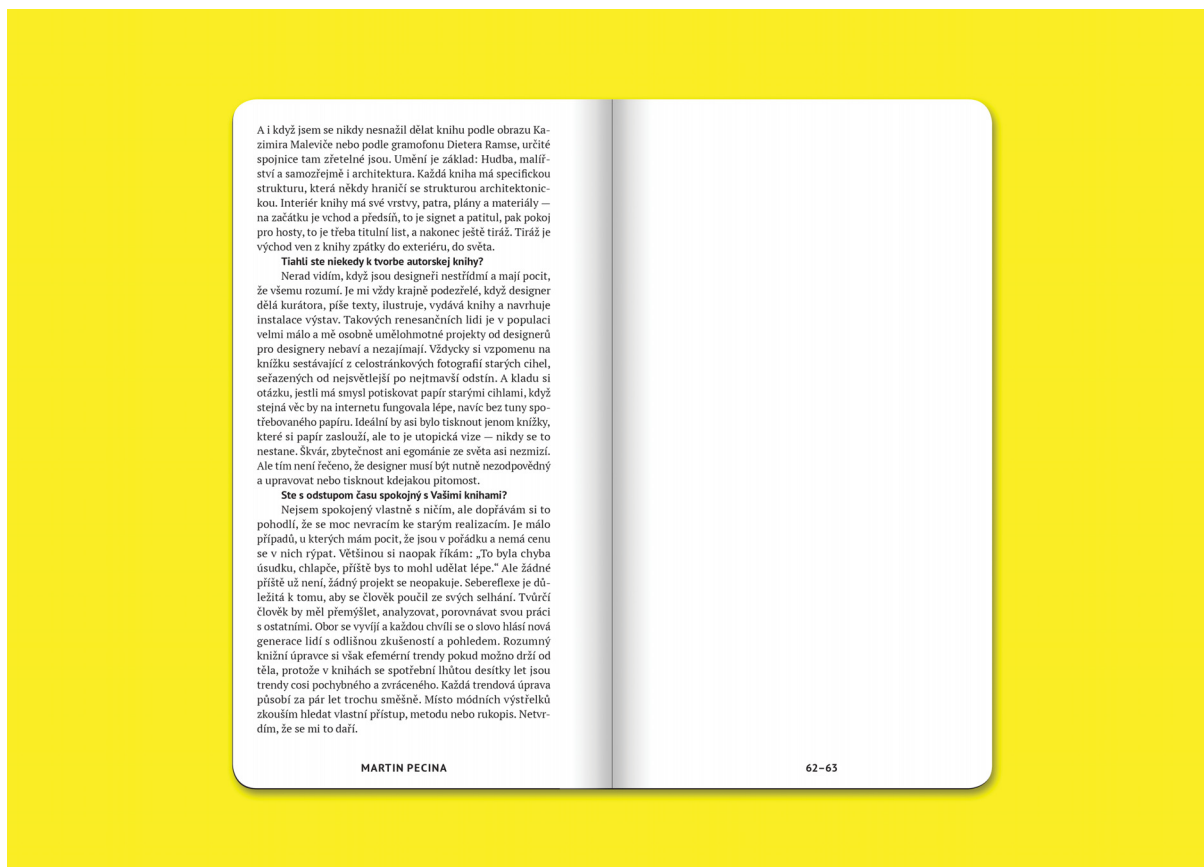 A i když jsem se nikdy nesnažil dělat knihu podle obrazu Ka-
zimira Maleviče nebo podle gramofonu Dietera Ramse, určité
spojnice tam zřetelné jsou. Umění je základ: Hudba, malíř-
ství a samozřejmě i architektura. Každá kniha má specifickou
strukturu, která někdy hraničí se strukturou architektonic-
kou. Interiér knihy má své vrstvy, patra, plány a materiály —
na začátku je vchod a předsíň, to je signet a patitul, pak pokoj
pro hosty, to je třeba titulní list, a nakonec ještě tiráž. Tiráž je
východ ven z knihy zpátky do exteriéru, do světa.
Tiahli ste niekedy k tvorbe autorskej knihy?
Nerad vidím, když jsou designeři nestřídmí a mají pocit,
že všemu rozumí. Je mi vždy krajně podezřelé, když designer
dělá kurátora, píše texty, ilustruje, vydává knihy a navrhuje
instalace výstav. Takových renesančních lidi je v populaci
velmi málo a mě osobně umělohmotné projekty od designerů
pro designery nebaví a nezajímají. Vždycky si vzpomenu na
knížku sestávající z celostránkových fotografií starých cihel,
seřazených od nejsvětlejší po nejtmavší odstín. A kladu si
otázku, jestli má smysl potiskovat papír starými cihlami, když
stejná věc by na internetu fungovala lépe, navíc bez tuny spo-
třebovaného papíru. Ideální by asi bylo tisknout jenom knížky,
které si papír zaslouží, ale to je utopická vize — nikdy se to
nestane. Škvár, zbytečnost ani egománie ze světa asi nezmizí.
Ale tím není řečeno, že designer musí být nutně nezodpovědný
a upravovat nebo tisknout kdejakou pitomost.
Ste s odstupom času spokojný s Vašimi knihami?
Nejsem spokojený vlastně s ničím, ale dopřávám si to
pohodlí, že se moc nevracím ke starým realizacím. Je málo
případů, u kterých mám pocit, že jsou v pořádku a nemá cenu
se v nich rýpat. Většinou si naopak říkám: „To byla chyba
úsudku, chlapče, příště bys to mohl udělat lépe.“ Ale žádné
příště už není, žádný projekt se neopakuje. Sebereflexe je dů-
ležitá k tomu, aby se člověk poučil ze svých selhání. Tvůrčí
člověk by měl přemýšlet, analyzovat, porovnávat svou práci
s ostatními. Obor se vyvíjí a každou chvíli se o slovo hlásí nová
generace lidí s odlišnou zkušeností a pohledem. Rozumný
knižní úpravce si však efemérní trendy pokud možno drží od
těla, protože v knihách se spotřební lhůtou desítky let jsou
trendy cosi pochybného a zvráceného. Každá trendová úprava
působí za pár let trochu směšně. Místo módních výstřelků
zkouším hledat vlastní přístup, metodu nebo rukopis. Netvr-
dím, že se mi to daří.
MARTIN PECINA
62–63